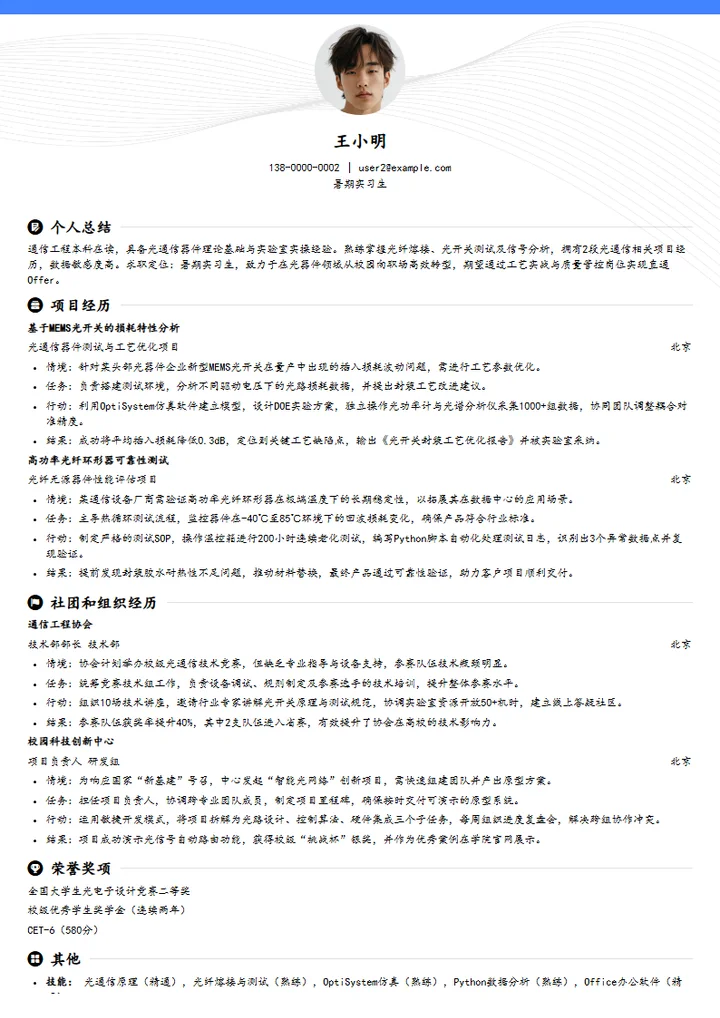 王小明
138-0000-0002 | user2@example.com
暑期实习生
个人总结
通信工程本科在读，具备光通信器件理论基础与实验室实操经验。熟练掌握光纤熔接、光开关测试及信号分析，拥有2段光通信相关项目经
历，数据敏感度高。求职定位：暑期实习生，致力于在光器件领域从校园向职场高效转型，期望通过工艺实战与质量管控岗位实现直通
Offer。
项目经历
基于MEMS光开关的损耗特性分析
光通信器件测试与工艺优化项目 北京
• 情境：针对某头部光器件企业新型MEMS光开关在量产中出现的插入损耗波动问题，需进行工艺参数优化。
• 任务：负责搭建测试环境，分析不同驱动电压下的光路损耗数据，并提出封装工艺改进建议。
• 行动：利用OptiSystem仿真软件建立模型，设计DOE实验方案，独立操作光功率计与光谱分析仪采集1000+组数据，协同团队调整耦合对
准精度。
• 结果：成功将平均插入损耗降低0.3dB，定位到关键工艺缺陷点，输出《光开关封装工艺优化报告》并被实验室采纳。
高功率光纤环形器可靠性测试
光纤无源器件性能评估项目 北京
• 情境：某通信设备厂商需验证高功率光纤环形器在极端温度下的长期稳定性，以拓展其在数据中心的应用场景。
• 任务：主导热循环测试流程，监控器件在-40℃至85℃环境下的回波损耗变化，确保产品符合行业标准。
• 行动：制定严格的测试SOP，操作温控箱进行200小时连续老化测试，编写Python脚本自动化处理测试日志，识别出3个异常数据点并复
现验证。
• 结果：提前发现封装胶水耐热性不足问题，推动材料替换，最终产品通过可靠性验证，助力客户项目顺利交付。
社团和组织经历
通信工程协会
技术部部长 技术部 北京
• 情境：协会计划举办校级光通信技术竞赛，但缺乏专业指导与设备支持，参赛队伍技术瓶颈明显。
• 任务：统筹竞赛技术组工作，负责设备调试、规则制定及参赛选手的技术培训，提升整体参赛水平。
• 行动：组织10场技术讲座，邀请行业专家讲解光开关原理与测试规范，协调实验室资源开放50+机时，建立线上答疑社区。
• 结果：参赛队伍获奖率提升40%，其中2支队伍进入省赛，有效提升了协会在高校的技术影响力。
校园科技创新中心
项目负责人 研发组 北京
• 情境：为响应国家“新基建”号召，中心发起“智能光网络”创新项目，需快速组建团队并产出原型方案。
• 任务：担任项目负责人，协调跨专业团队成员，制定项目里程碑，确保按时交付可演示的原型系统。
• 行动：运用敏捷开发模式，将项目拆解为光路设计、控制算法、硬件集成三个子任务，每周组织进度复盘会，解决跨组协作冲突。
• 结果：项目成功演示光信号自动路由功能，获得校级“挑战杯”银奖，并作为优秀案例在学院官网展示。
荣誉奖项
全国大学生光电子设计竞赛二等奖
校级优秀学生奖学金（连续两年）
CET-6（580分）
其他
• 技能： 光通信原理（精通），光纤熔接与测试（熟练），OptiSystem仿真（熟练），Python数据分析（熟练），Office办公软件（精